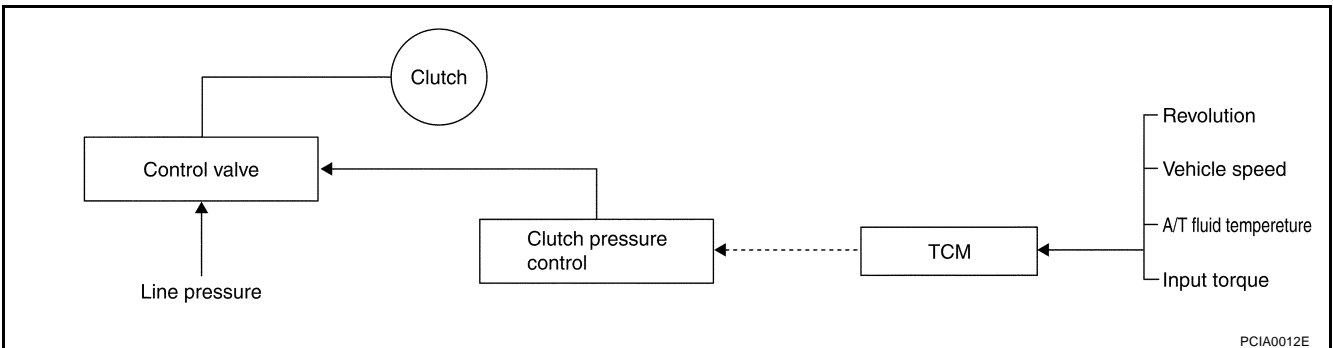 Clutch
Revolution
Control valve
Vehicle speed
A/T fluid tempereture
Clutch pressure
control
TCM
Input torque
Line pressure
PCIA0012E